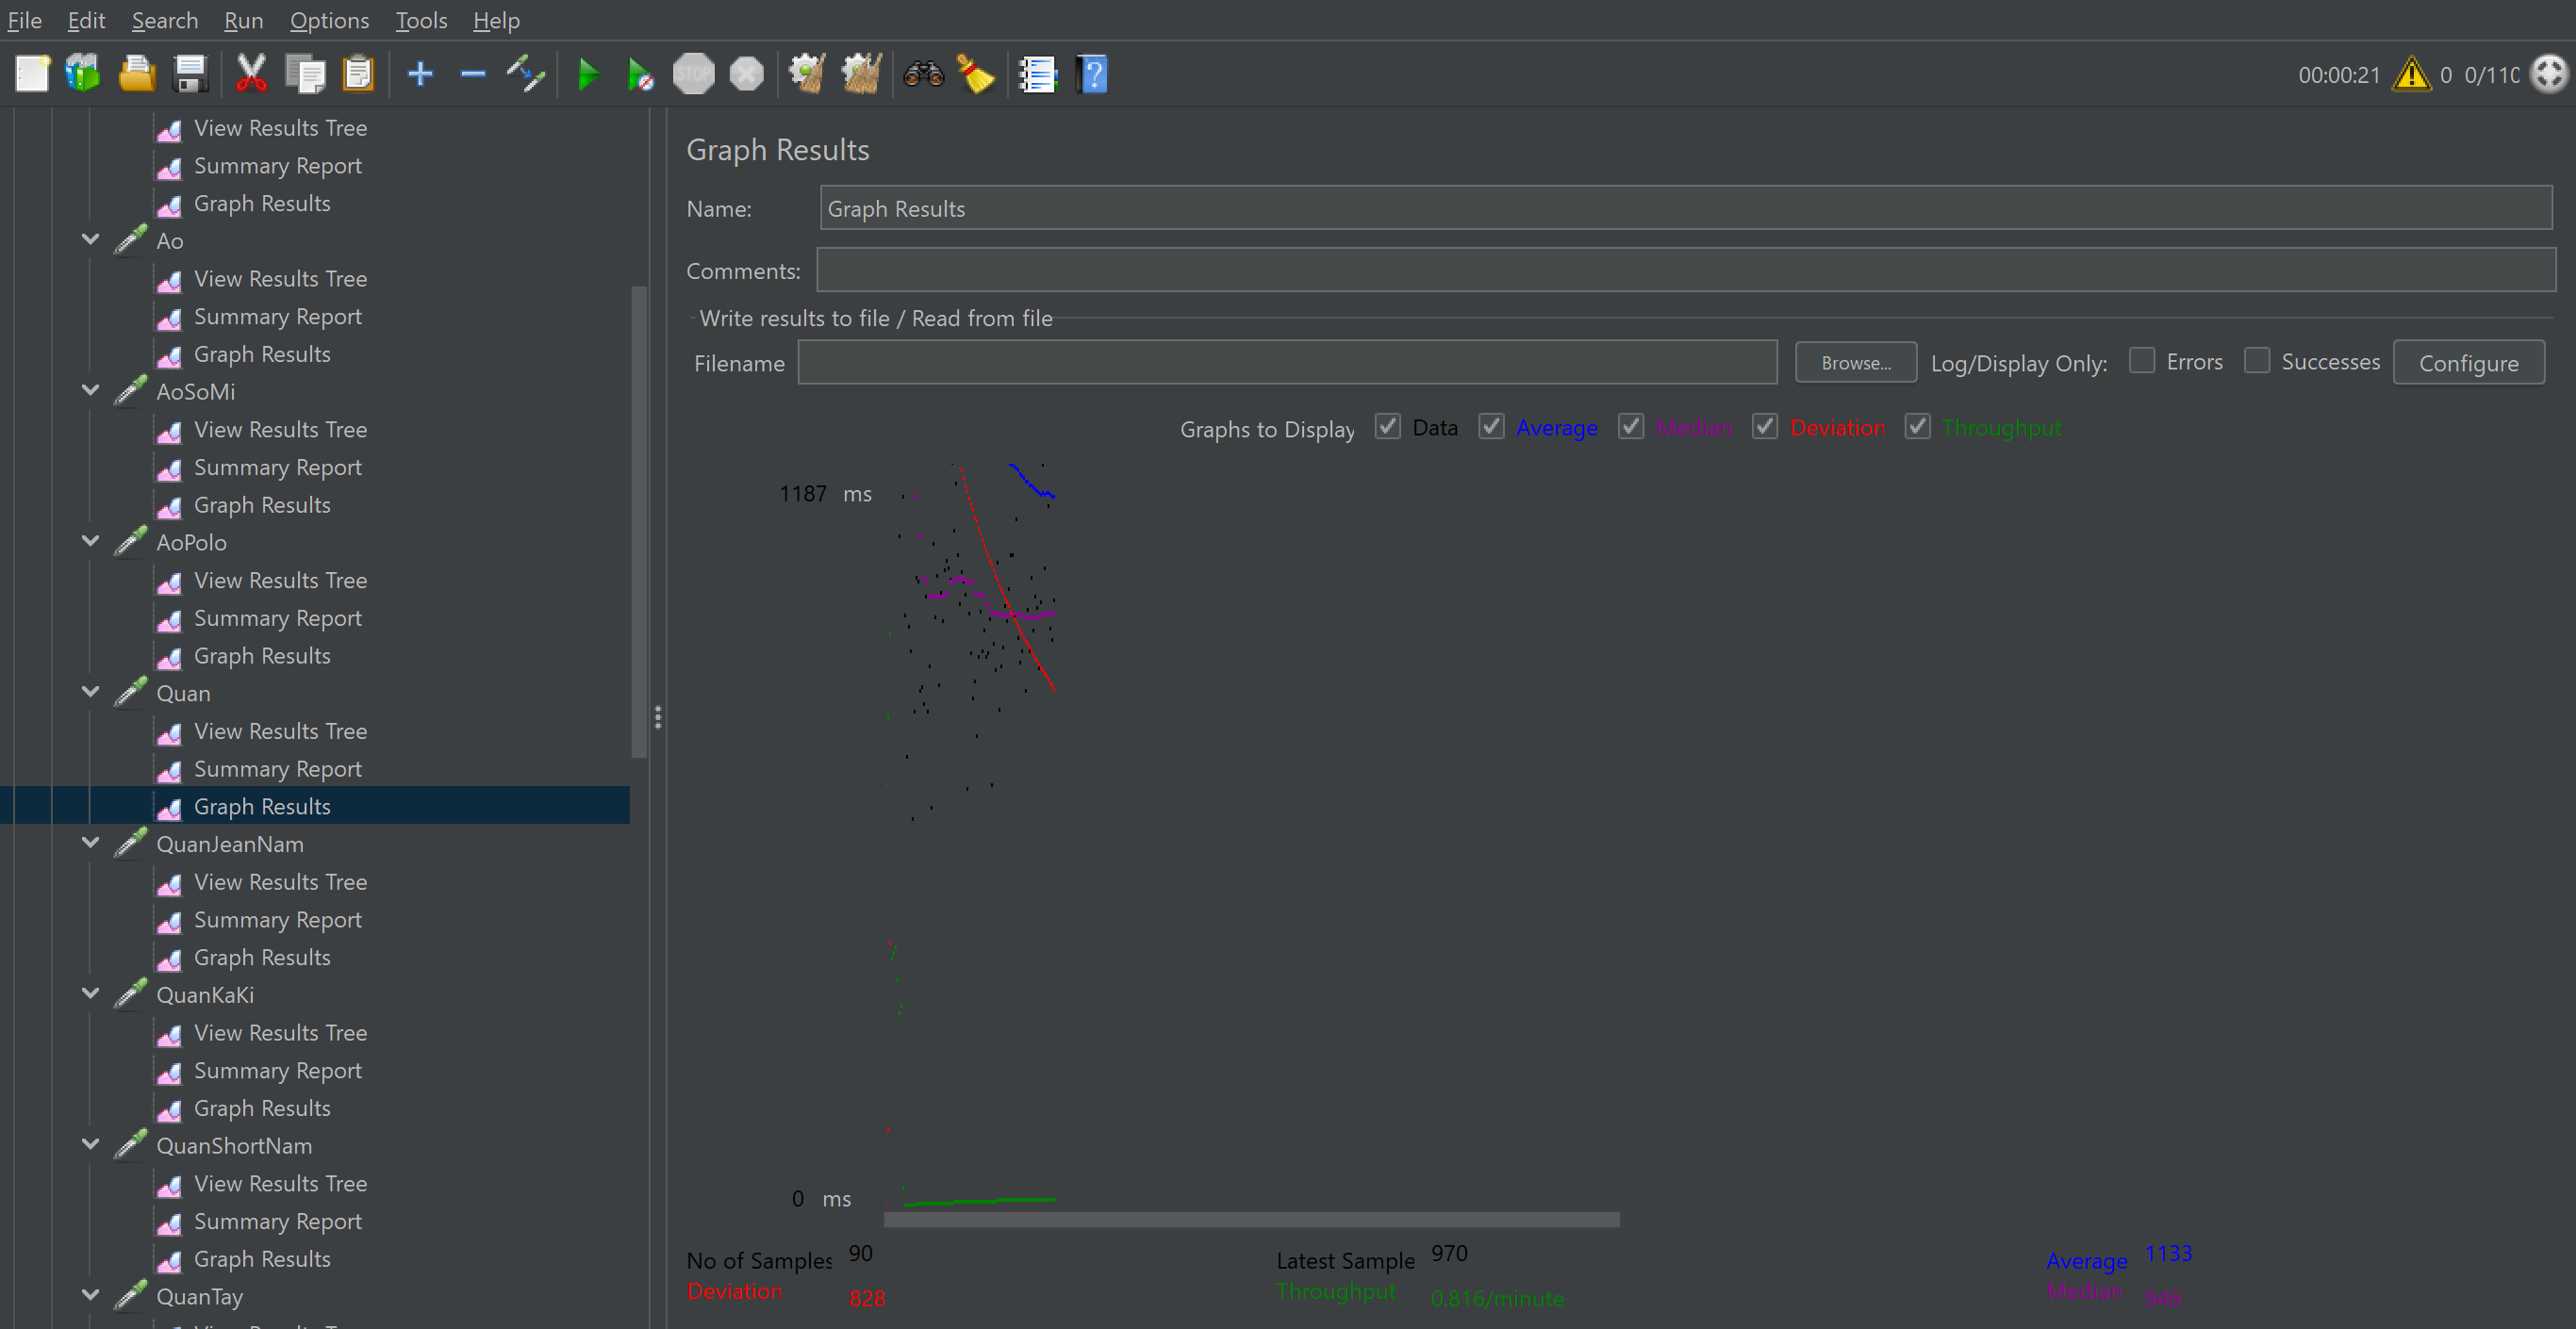 File Edit Search Run Options Tools Help
STOP
00:00:21 0 0/110
View Results Tree
Summary Report
Graph Results
Ao
View Results Tree
Summary Report
Graph Results
AoSoMi
View Results Tree
Summary Report
Graph Results
AoPolo
View Results Tree
Summary Report
Graph Results
Quan
View Results Tree
Summary Report
Graph Results
QuanJeanNam
View Results Tree
Summary Report
Graph Results
QuanKaKi
View Results Tree
Summary Report
Graph Results
QuanShortNam
View Results Tree
Summary Report
Graph Results
QuanTay
Graph Results
Name: Graph Results
Comments:
Write results to file / Read from file
Filename Browse... Log/Display Only: Errors Successes Configure
Graphs to Display Data Average Median Deviation Throughput
1187 ms
0 ms
No of Samples 90 Latest Sample 970 Average 1133
Deviation 828 Throughput 0.816/minute Median 946